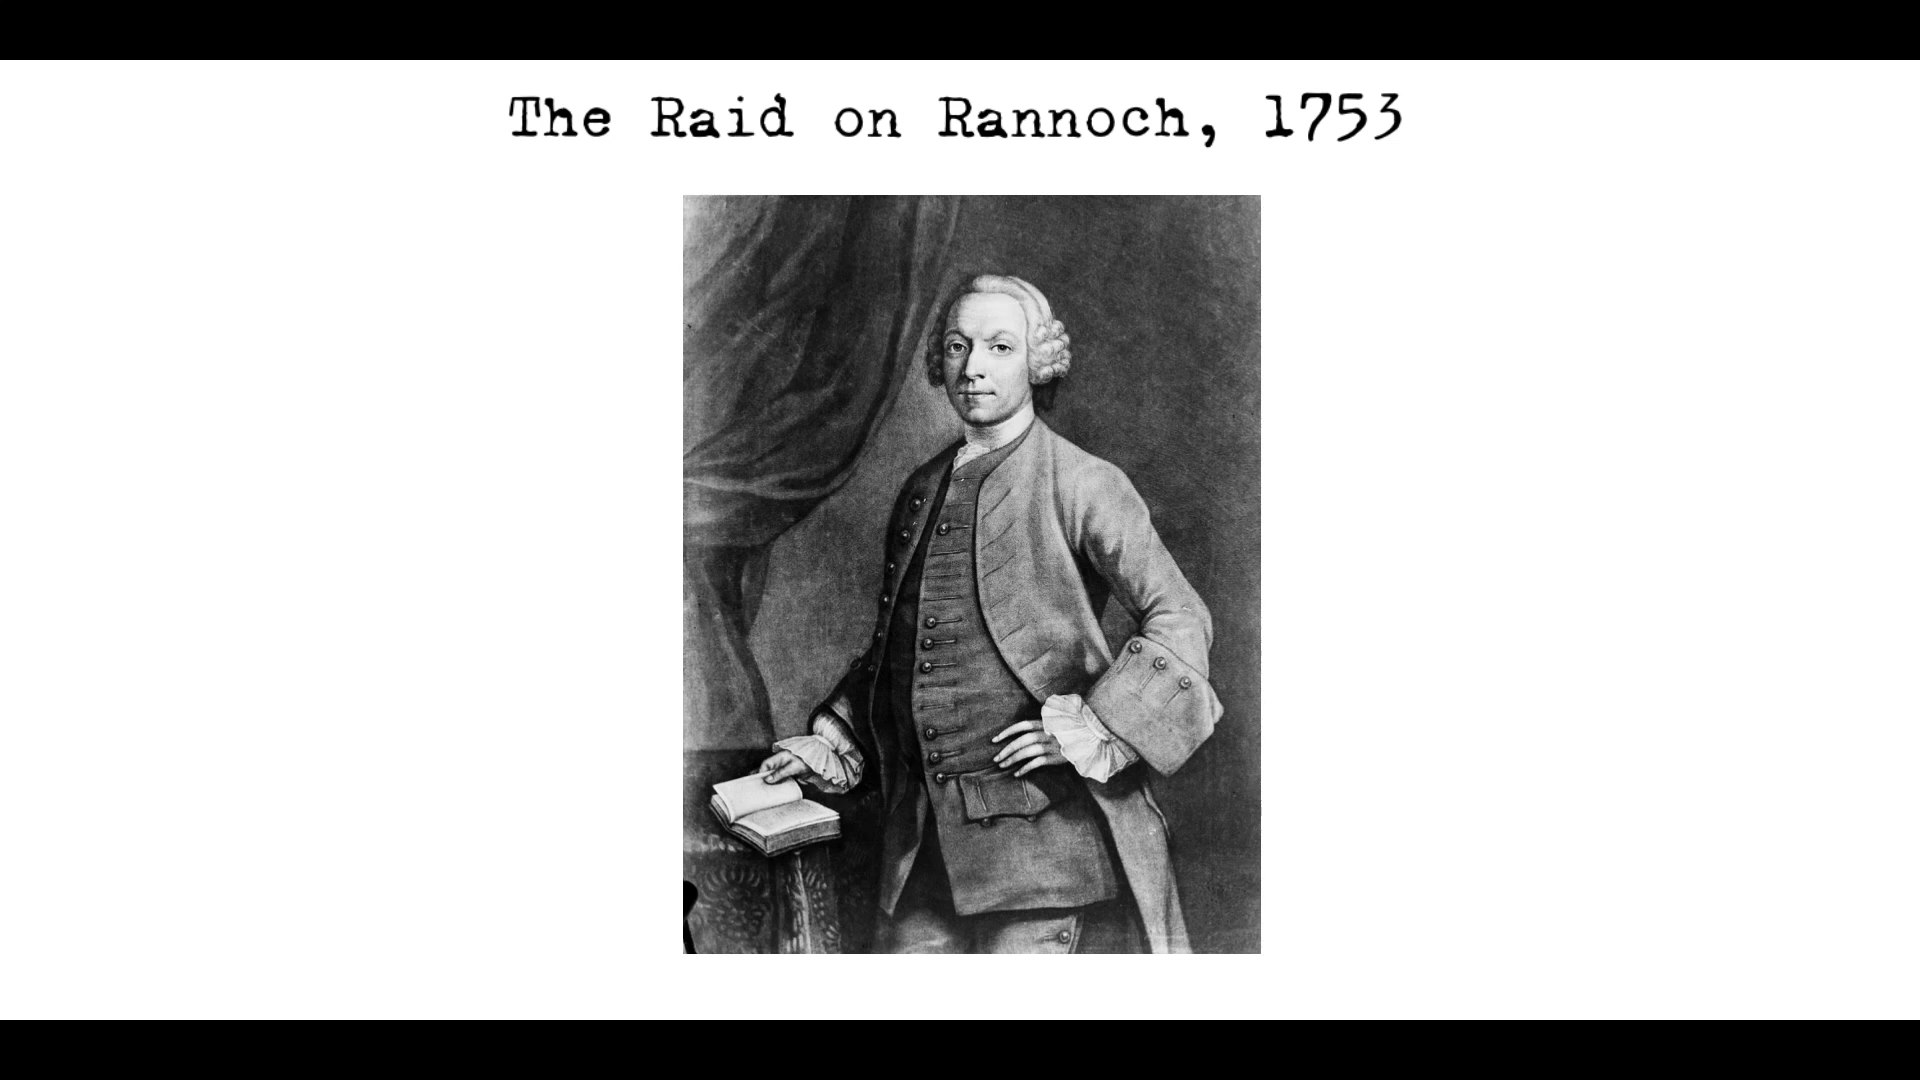 The Raid on Rannoch, 1753